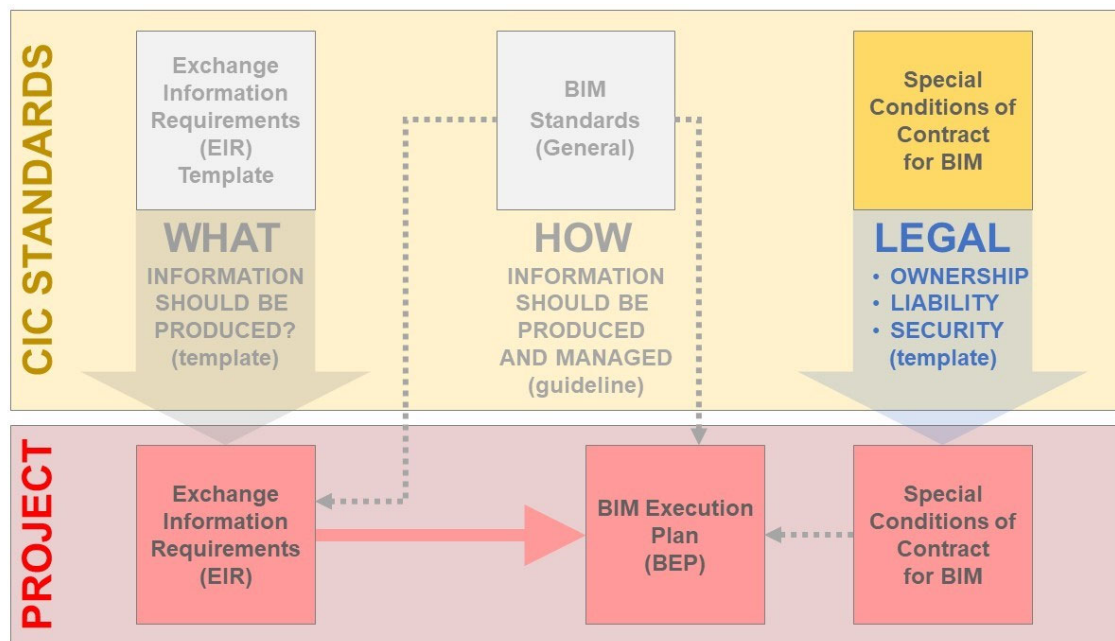 CIC STANDARDS
Exchange
Information
Requirements
(EIR)
Template
WHAT
INFORMATION
SHOULD BE
PRODUCED?
(template)
BIM
Standards
(General)
HOW
INFORMATION
SHOULD BE
PRODUCED
AND MANAGED
(guideline)
Special
Conditions of
Contract
for BIM
LEGAL
• OWNERSHIP
• LIABILITY
• SECURITY
(template)
PROJECT
Exchange
Information
Requirements
(EIR)
BIM Execution
Plan
(BEP)
Special
Conditions of
Contract
for BIM